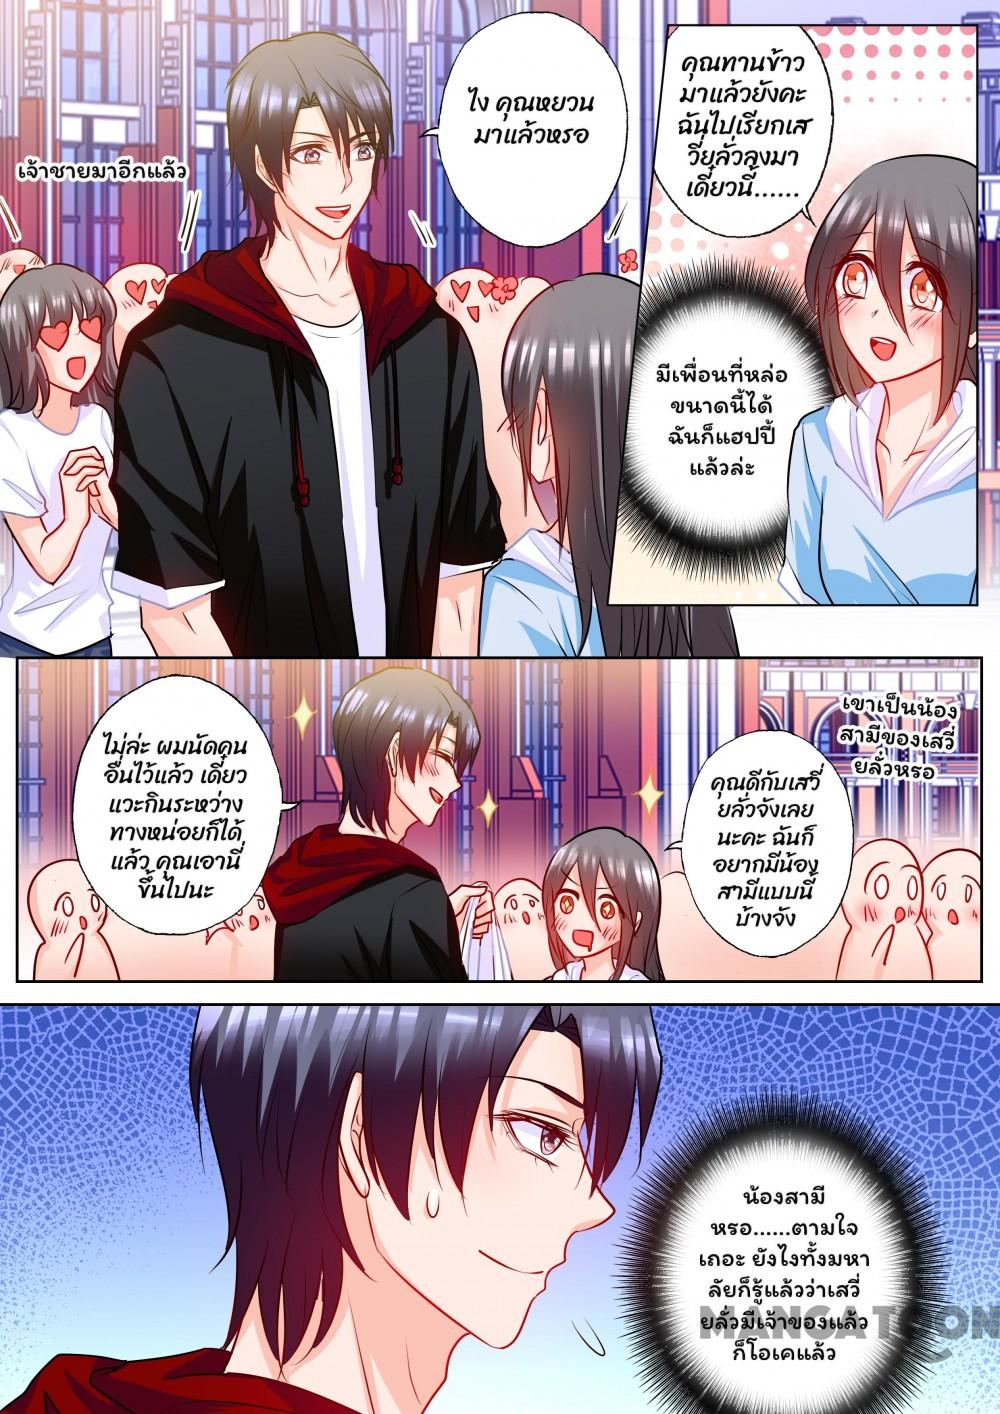 เจ้าชายมาอีกแล้ว
ไง คุณหยวน
มาแล้วหรอ
คุณทานข้าว
มาแล้วยังคะ
ฉันไปเรียกเส
วี่ยลั่วลงมา
เดี๋ยวนี้......
มีเพื่อนที่หล่อ
ขนาดนี้ได้
ฉันก็แฮปปี้
แล้วล่ะ
ไม่ล่ะ ผมนัดคน
อื่นไว้แล้ว เดี๋ยว
แวะกินระหว่าง
ทางหน่อยก็ได้
แล้ว คุณเอานี่
ขึ้นไปนะ
คุณดีกับเสวี่
ยลั่วจังเลย
นะคะ ฉันก็
อยากมีน้อง
สามีแบบนี้
บ้างจัง
เขาเป็นน้อง
สามีของเสวี่
ยลั่วหรอ
น้องสามี
หรอ......ตามใจ
เถอะ ยังไงทั้งมหา
ลัยก็รู้แล้วว่าเสวี่
ยลั่วมีเจ้าของแล้ว
ก็โอเคแล้ว
MANGATOON